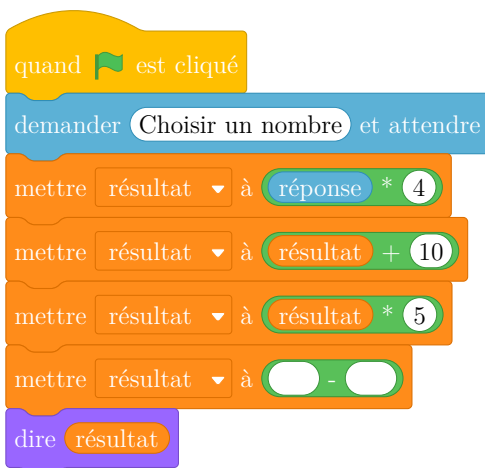 quand est cliqué
demander Choisir un nombre et attendre
mettre résultat à réponse * 4
mettre résultat à résultat + 10
mettre résultat à résultat * 5
mettre résultat à -
dire résultat